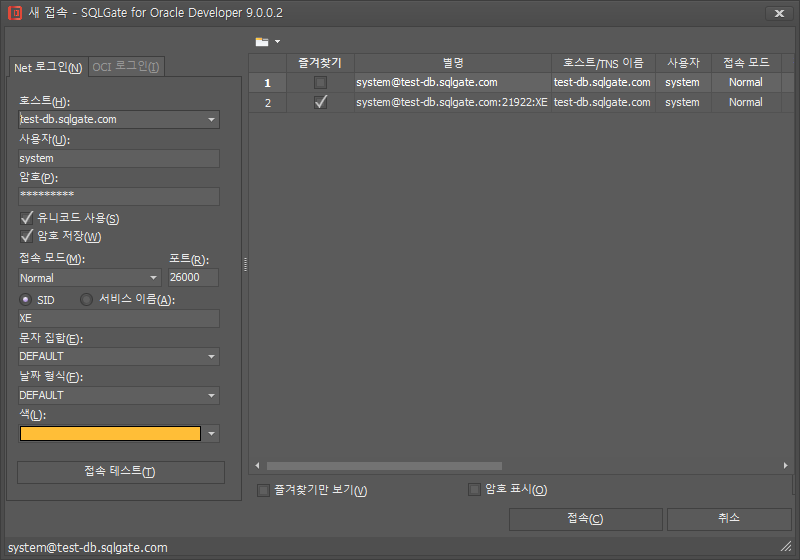 새 접속 - SQLGate for Oracle Developer 9.0.0.2
Net 로그인(N) OCI 로그인(I)
호스트(H):
test-db.sqlgate.com
사용자(U):
system
암호(P):
*********
유니코드 사용(S)
암호 저장(W)
접속 모드(M): 포트(R):
Normal 26000
SID 서비스 이름(A):
XE
문자 집합(E):
DEFAULT
날짜 형식(F):
DEFAULT
색(L):
접속 테스트(T)
즐겨찾기 별명 호스트/TNS 이름 사용자 접속 모드
1 system@test-db.sqlgate.com test-db.sqlgate.com system Normal
2 system@test-db.sqlgate.com:21922:XE test-db.sqlgate.com system Normal
즐겨찾기만 보기(V) 암호 표시(O)
접속(C) 취소
system@test-db.sqlgate.com